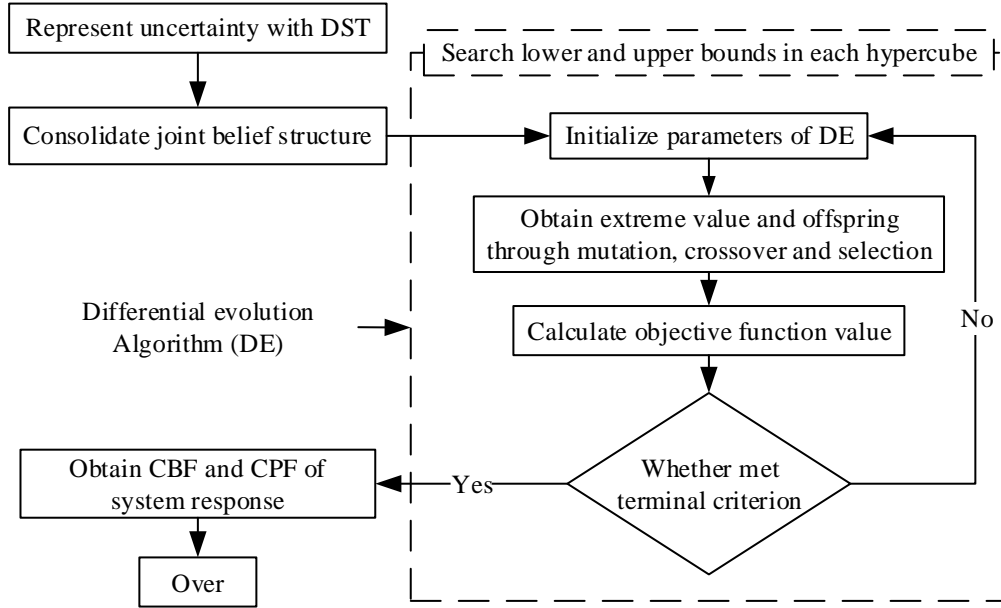 Represent uncertainty with DST
Search lower and upper bounds in each hypercube
Consolidate joint belief structure
Initialize parameters of DE
Obtain extreme value and offspring
through mutation, crossover and selection
Differential evolution
Algorithm (DE)
Calculate objective function value
No
Whether met
terminal criterion
Yes
Obtain CBF and CPF of
system response
Over